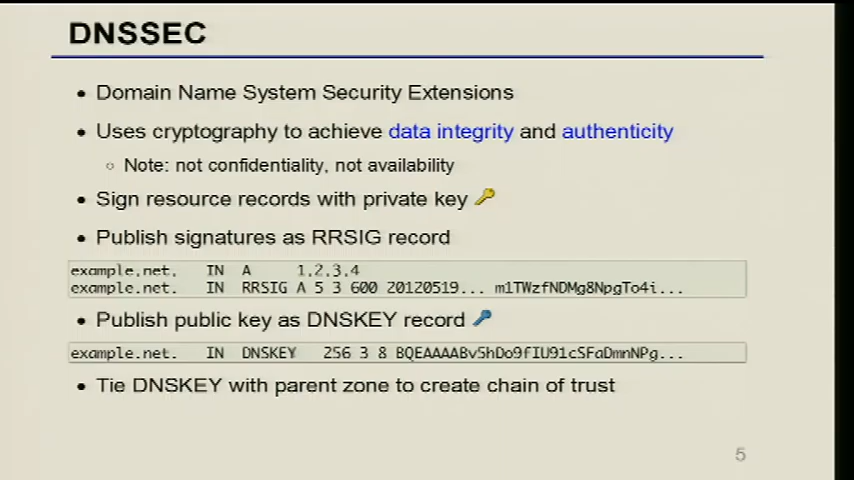 DNSSEC
Domain Name System Security Extensions
Uses cryptography to achieve data integrity and authenticity
Note: not confidentiality, not availability
Sign resource records with private key
Publish signatures as RRSIG record
example.net. IN A 1.2.3.4
example.net. IN RRSIG A 5 3 600 20120519... m1TWzfNDMg8NpgTo4i...
Publish public key as DNSKEY record
example.net. IN DNSKEY 256 3 8 BQEAAAABv5hDo9fIU91cSFaDmnNPg...
Tie DNSKEY with parent zone to create chain of trust
5